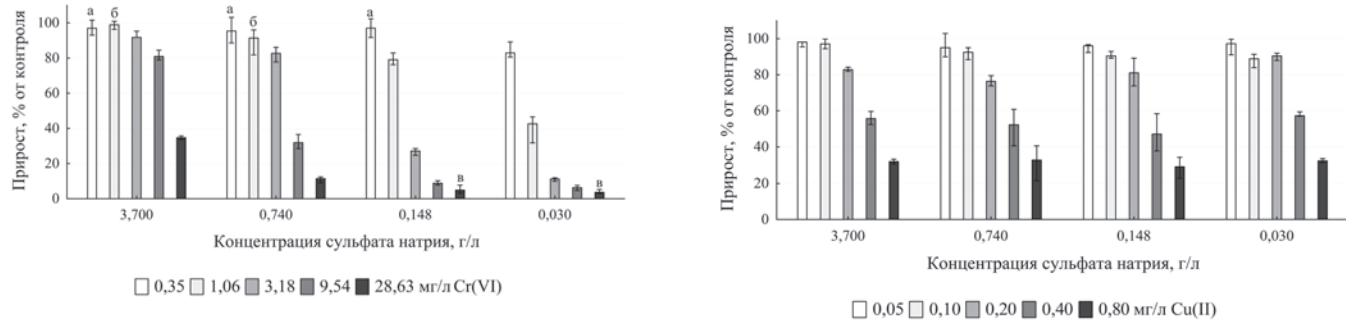 Прирост, % от контроля
100
80
60
40
20
0
а б а б а в в
3,700 0,740 0,148 0,030
Концентрация сульфата натрия, г/л
0,35 1,06 3,18 9,54 28,63 мг/л Cr(VI)
Прирост, % от контроля
100
80
60
40
20
0
3,700 0,740 0,148 0,030
Концентрация сульфата натрия, г/л
0,05 0,10 0,20 0,40 0,80 мг/л Cu(II)